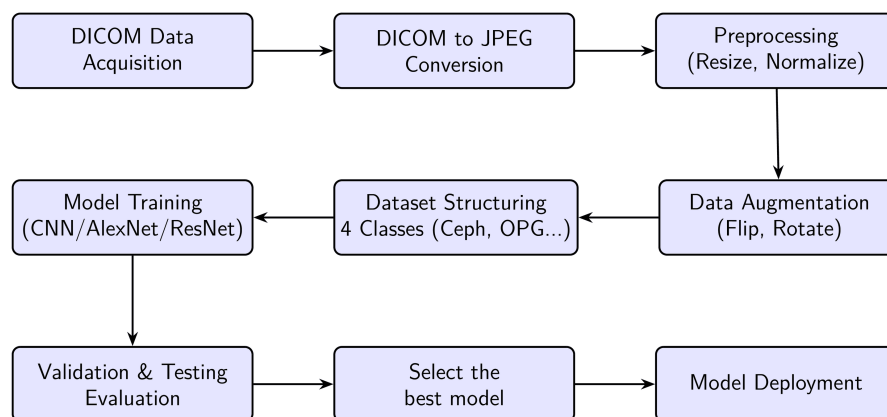 DICOM Data
Acquisition
DICOM to JPEG
Conversion
Preprocessing
(Resize, Normalize)
Model Training
(CNN/AlexNet/ResNet)
Dataset Structuring
4 Classes (Ceph, OPG...)
Data Augmentation
(Flip, Rotate)
Validation & Testing
Evaluation
Select the
best model
Model Deployment